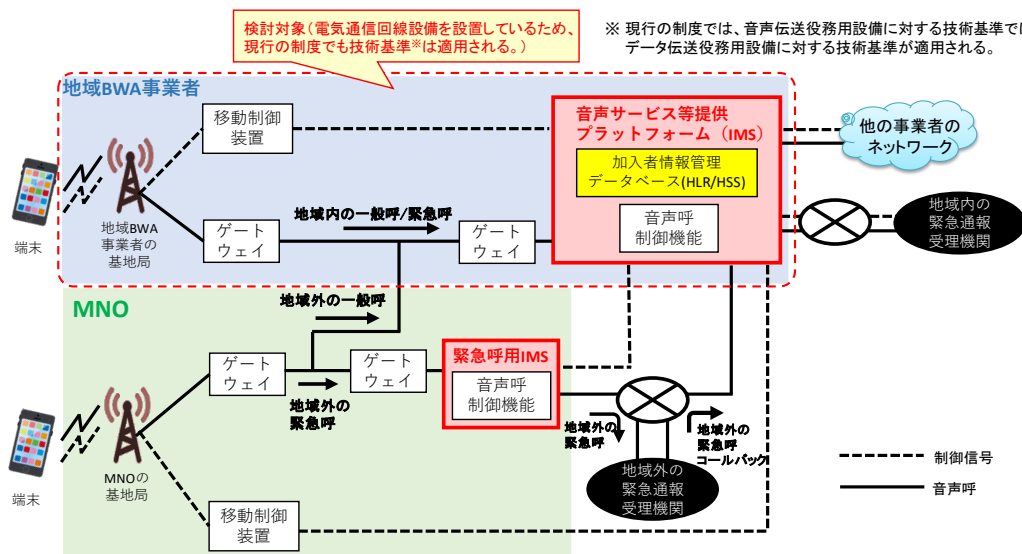 検討対象(電気通信回線設備を設置しているため、
現行の制度でも技術基準※は適用される。)
※ 現行の制度では、音声伝送役務用設備に対する技術基準では
データ伝送役務用設備に対する技術基準が適用される。
地域BWA事業者
移動制御
装置
音声サービス等提供
プラットフォーム(IMS)
加入者情報管理
データベース(HLR/HSS)
音声呼
制御機能
他の事業者の
ネットワーク
地域内の
緊急通報
受理機関
端末
地域BWA
事業者の
基地局
ゲート
ウェイ
地域内の一般呼/緊急呼
ゲート
ウェイ
MNO
地域外の一般呼
ゲート
ウェイ
地域外の
緊急呼
ゲート
ウェイ
緊急呼用IMS
音声呼
制御機能
地域外の
緊急呼
地域外の
緊急呼
コールバック
地域外の
緊急通報
受理機関
端末
MNOの
基地局
移動制御
装置
制御信号
音声呼